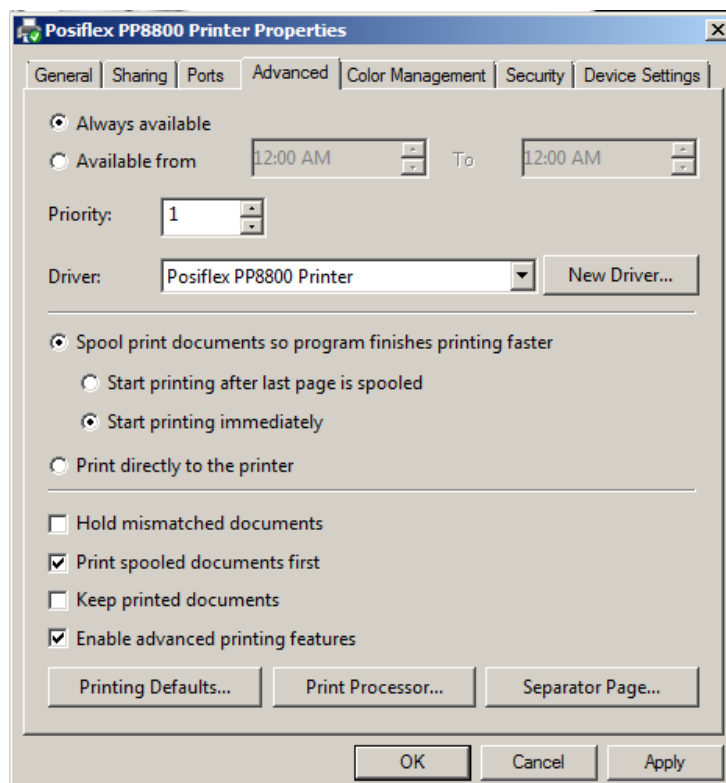 Posiflex PP8800 Printer Properties
General Sharing Ports Advanced Color Management Security Device Settings
Always available
Available from 12:00 AM To 12:00 AM
Priority: 1
Driver: Posiflex PP8800 Printer New Driver...
Spool print documents so program finishes printing faster
Start printing after last page is spooled
Start printing immediately
Print directly to the printer
Hold mismatched documents
Print spooled documents first
Keep printed documents
Enable advanced printing features
Printing Defaults... Print Processor... Separator Page...
OK Cancel Apply